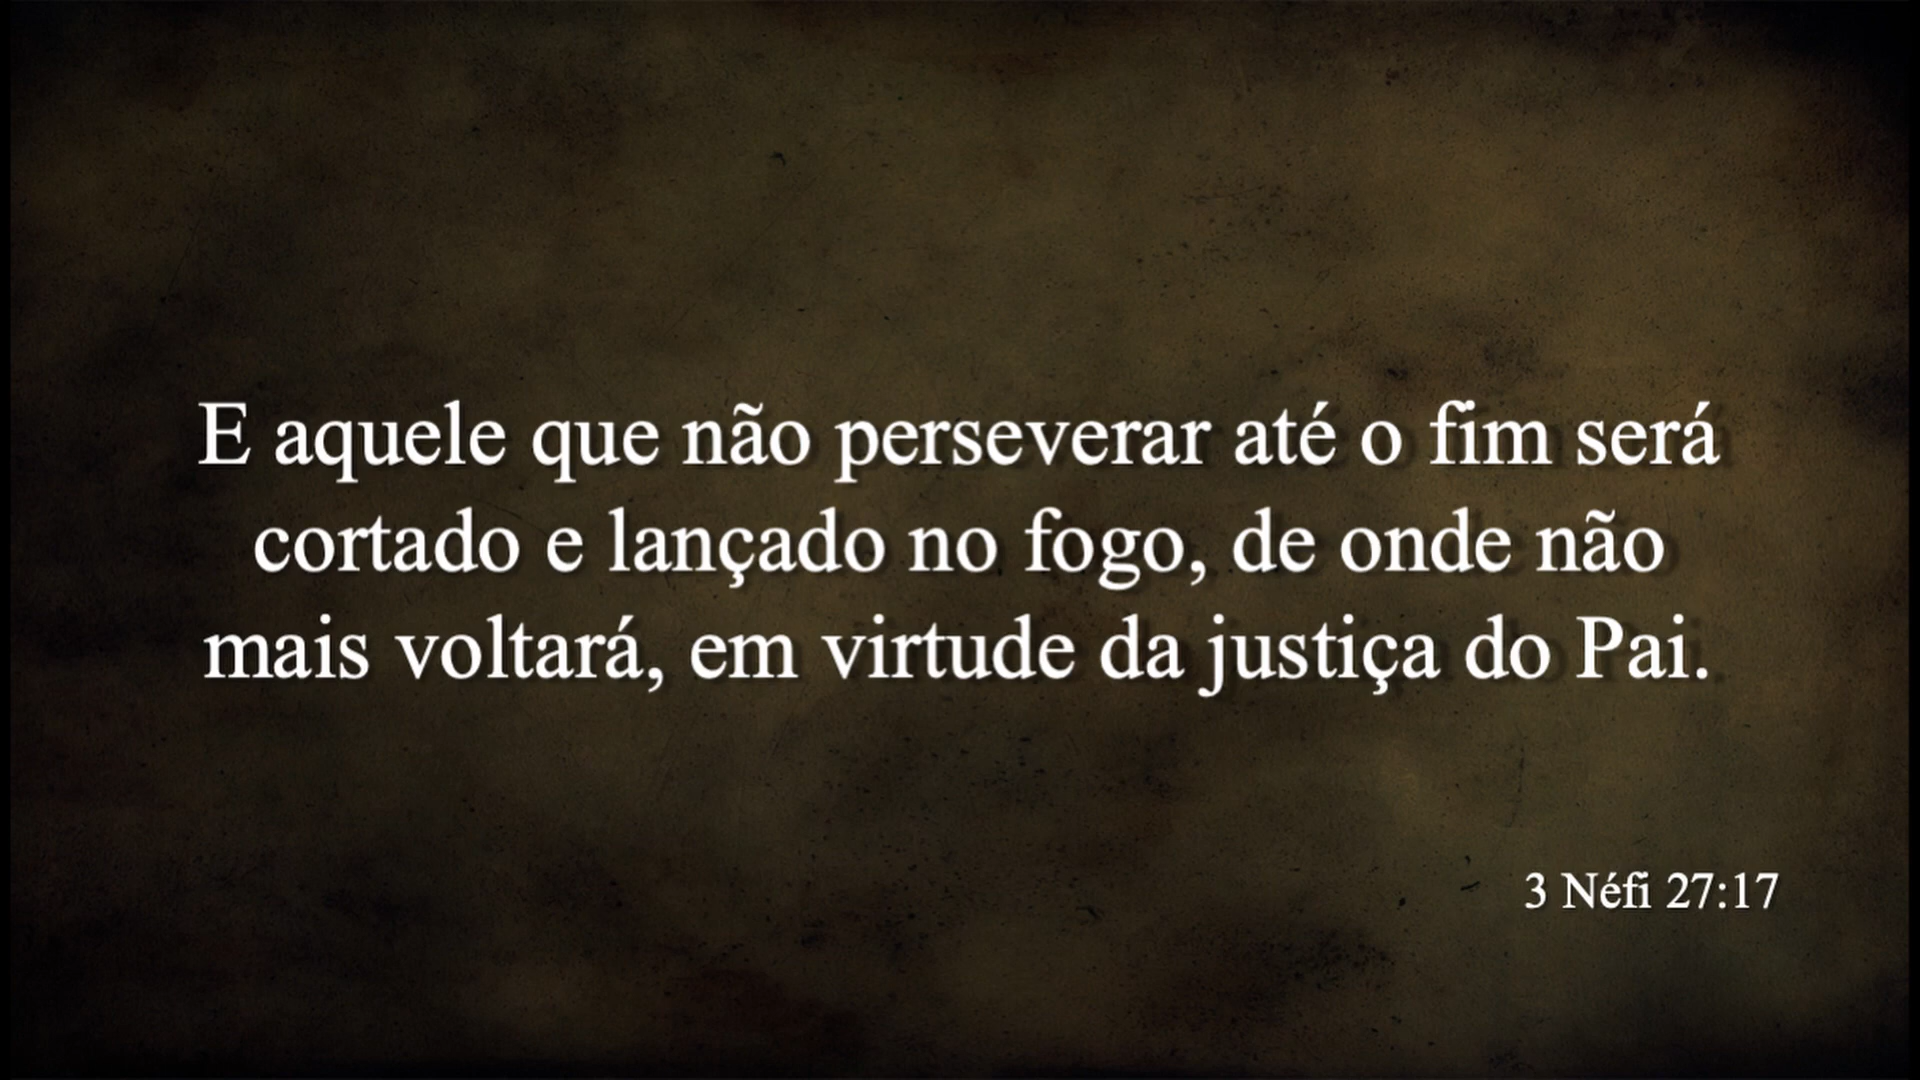 E aquele que não perseverar até o fim será
cortado e lançado no fogo, de onde não
mais voltará, em virtude da justiça do Pai.
3 Néfi 27:17